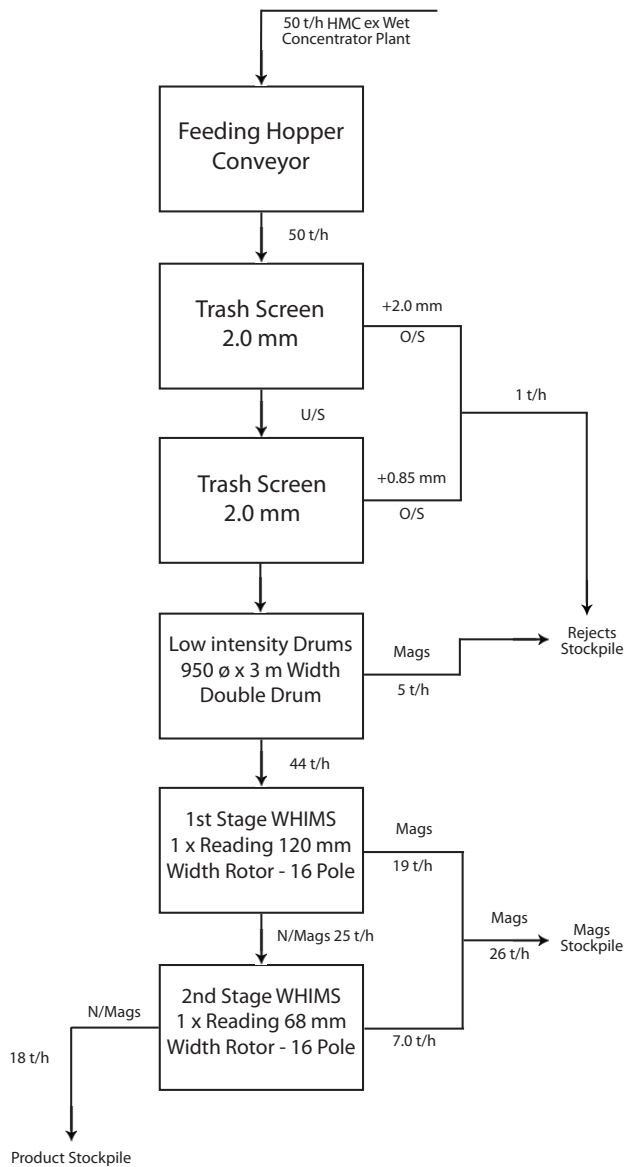 50 t/h HMC ex Wet
Concentrator Plant
Feeding Hopper
Conveyor
50 t/h
Trash Screen
2.0 mm
+2.0 mm
O/S
1 t/h
U/S
Trash Screen
2.0 mm
+0.85 mm
O/S
Low intensity Drums
950 ø x 3 m Width
Double Drum
Mags
5 t/h
Rejects
Stockpile
44 t/h
1st Stage WHIMS
1 x Reading 120 mm
Width Rotor - 16 Pole
Mags
19 t/h
Mags
26 t/h
Mags
Stockpile
N/Mags 25 t/h
2nd Stage WHIMS
1 x Reading 68 mm
Width Rotor - 16 Pole
7.0 t/h
N/Mags
18 t/h
Product Stockpile